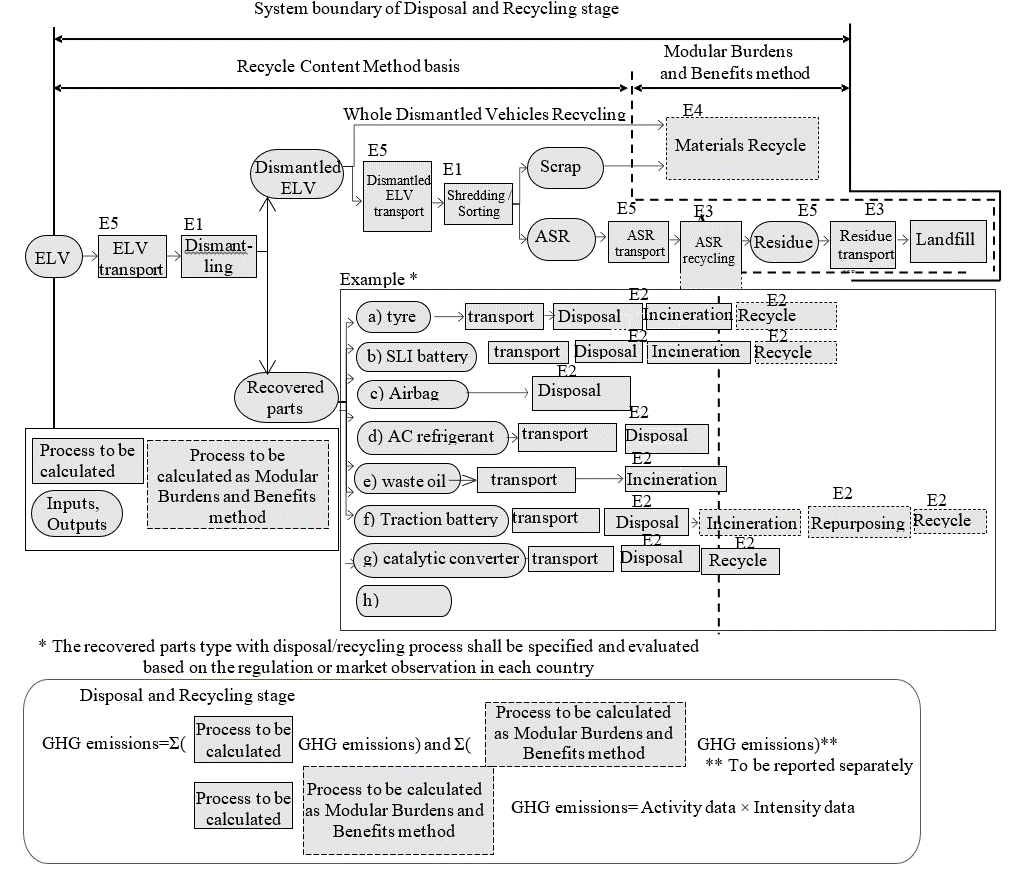 System boundary of Disposal and Recycling stage
Modular Burdens
and Benefits method
Recycle Content Method basis
Whole Dismantled Vehicles Recycling
E4
Materials Recycle
Dismantled
ELV
E5
Dismantled
ELV
transport
E1
Shredding /
Sorting
Scrap
ELV
E5
ELV
transport
E1
Dismant-
ling
ASR
E5
ASR
transport
E3
ASR
recycling
E5
Residue
E3
Residue
transport
Landfill
Example *
Recovered
parts
a) tyre
transport
Disposal
E2
Incineration
E2
Recycle
b) SLI battery
transport
Disposal
E2
Incineration
E2
Recycle
c) Airbag
E2
Disposal
d) AC refrigerant
transport
E2
Disposal
e) waste oil
transport
E2
Incineration
f) Traction battery
transport
E2
Disposal
Incineration
E2
Repurposing
E2
Recycle
g) catalytic converter
transport
E2
Disposal
E2
Recycle
h)
Process to be
calculated
Process to be
calculated as Modular
Burdens and Benefits
method
Inputs,
Outputs
* The recovered parts type with disposal/recycling process shall be specified and evaluated
based on the regulation or market observation in each country
Disposal and Recycling stage
GHG emissions=Σ(
Process to be
calculated
GHG emissions) and Σ(
Process to be calculated
as Modular Burdens and
Benefits method
GHG emissions)**
** To be reported separately
Process to be
calculated
Process to be calculated
as Modular Burdens and
Benefits method
GHG emissions= Activity data × Intensity data